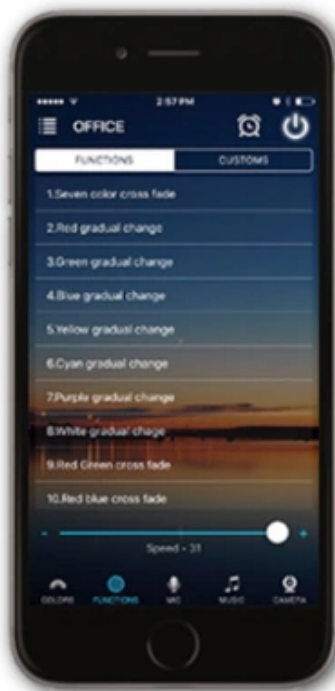 2:57 PM
OFFICE
FUNCTIONS CUSTOMS
1.Seven color cross fade
2.Red gradual change
3.Green gradual change
4.Blue gradual change
5.Yellow gradual change
6.Cyan gradual change
7.Purple gradual change
8.White gradual chage
9.Red Green cross fade
10.Red blue cross fade
- +
Speed - 31
COLORS FUNCTIONS MIC MUSIC CAMERA